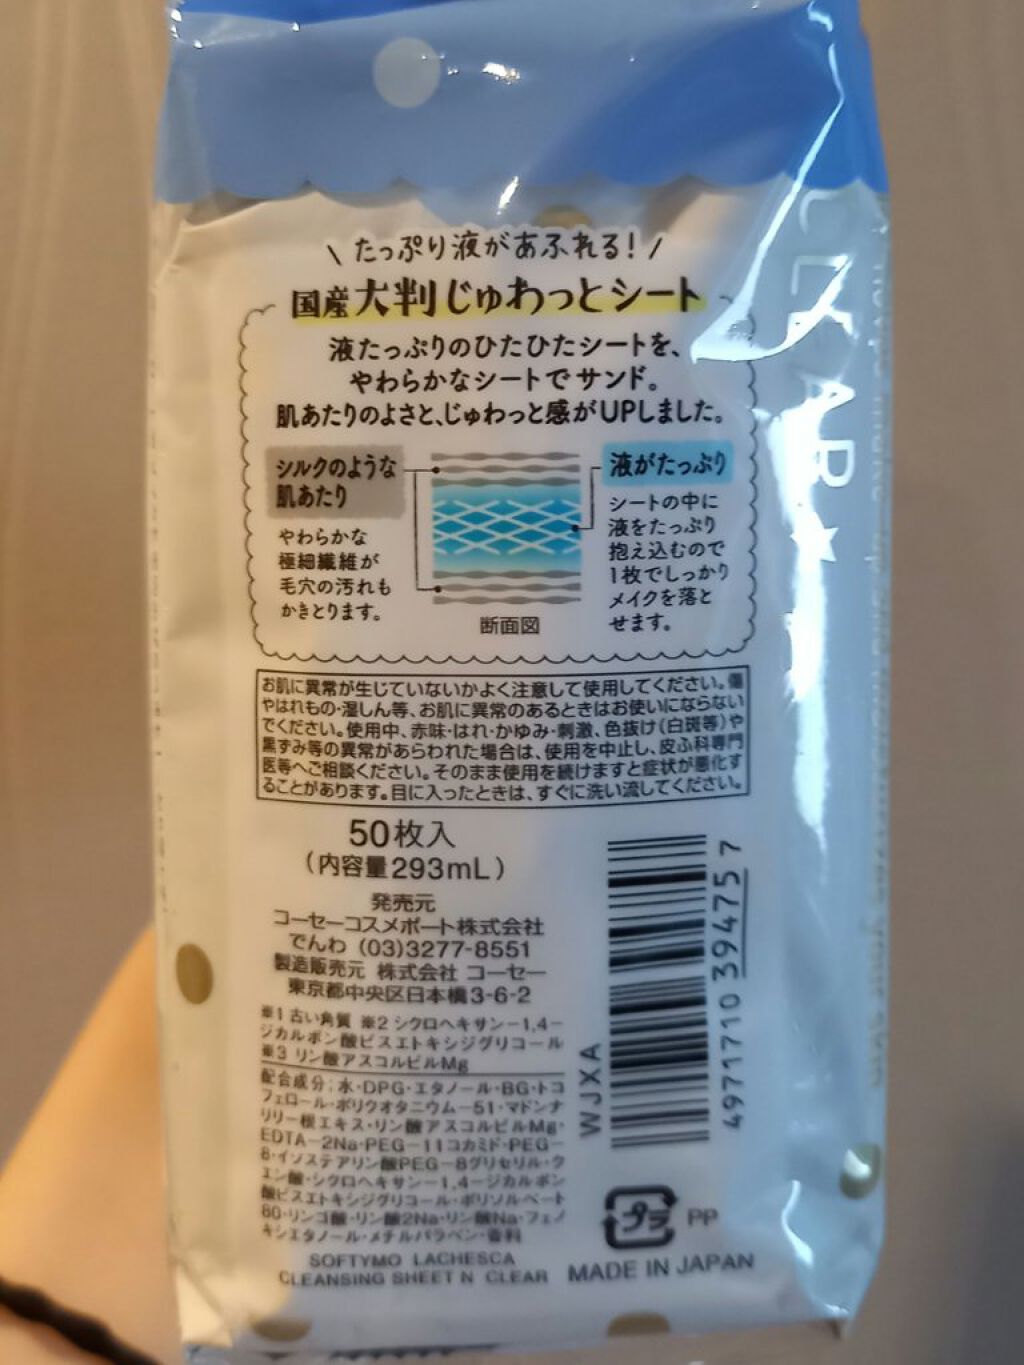 \ たっぷり液があふれる! /
国産大判じゅわっとシート
液たっぷりのひたひたシートを、
やわらかなシートでサンド。
肌あたりのよさと、じゅわっと感がUPしました。
シルクのような
肌あたり
やわらかな
極細繊維が
毛穴の汚れも
かきとります。
断面図
液がたっぷり
シートの中に
液をたっぷり
抱え込むので
1枚でしっかり
メイクを落と
せます。
お肌に異常が生じていないかよく注意して使用してください。傷
やはれもの・湿しん等、お肌に異常のあるときはお使いにならない
でください。使用中、赤味・はれ・かゆみ・刺激、色抜け(白斑等)や
黒ずみ等の異常があらわれた場合は、使用を中止し、皮ふ科専門
医等へご相談ください。そのまま使用を続けますと症状が悪化す
ることがあります。目に入ったときは、すぐに洗い流してください。
50枚入
(内容量293mL)
発売元
コーセーコスメポート株式会社
でんわ (03)3277-8551
製造販売元 株式会社 コーセー
東京都中央区日本橋3-6-2
※1 古い角質 ※2 シクロヘキサン-1,4-
ジカルボン酸ビスエトキシジグリコール
※3 リン酸アスコルビルMg
配合成分:水・DPG・エタノール・BG・トコ
フェロール・ポリクオタニウム-51・マドンナ
リリー根エキス・リン酸アスコルビルMg・
EDTA-2Na・PEG-11コカミド・PEG-
8・イソステアリン酸PEG-8グリセリル・ク
エン酸・シクロヘキサン-1,4-ジカルボン
酸ビスエトキシジグリコール・ポリソルベート
80・リンゴ酸・リン酸2Na・リン酸Na・フェノ
キシエタノール・メチルパラベン・香料
SOFTYMO LACHESCA
CLEANSING SHEET N CLEAR
WJXA
4971710 394757
プラ PP
MADE IN JAPAN
CLEAR